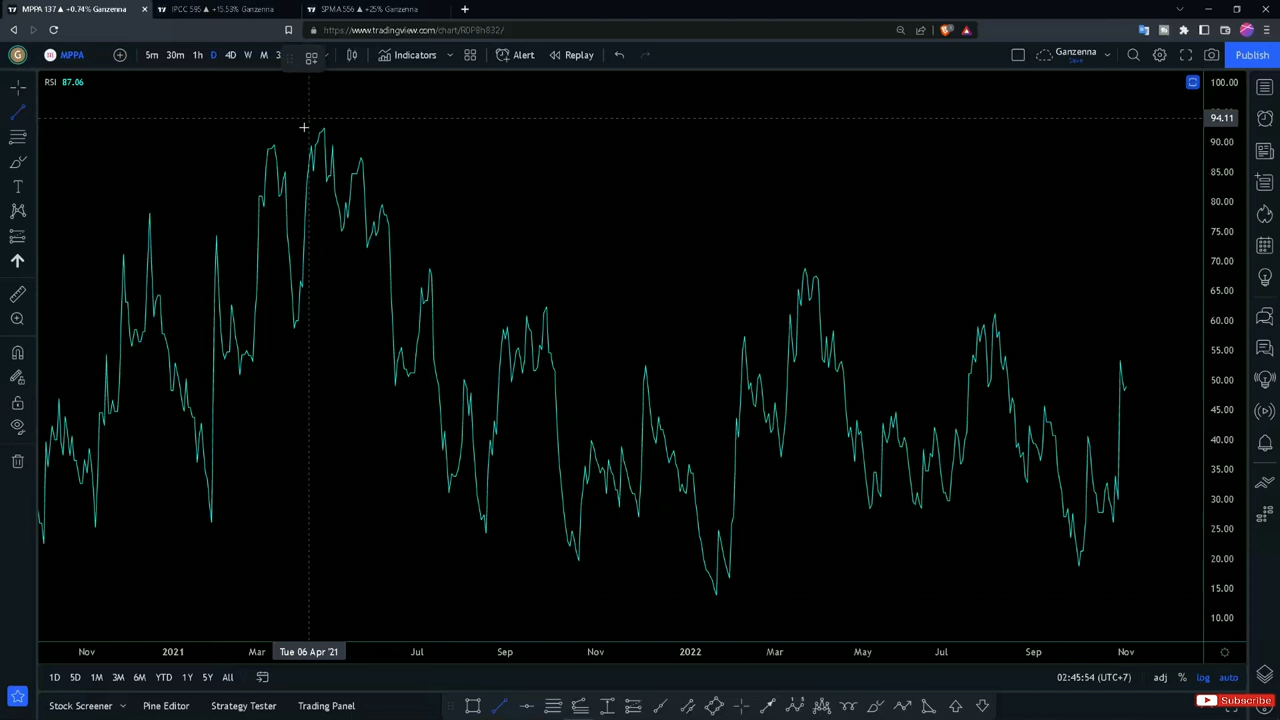 MPPA 137 ▲ +0.74% Ganzenna
IPCC 595 ▲ +15.53% Ganzenna
SPMA 556 ▲ +25% Ganzenna
https://www.tradingview.com/chart/R0P8h832/
G
MPPA
5m 30m 1h D 4D W M 3
Indicators
Alert
Replay
Ganzenna
Save
Publish
RSI 87.06
100.00
94.11
90.00
85.00
80.00
75.00
70.00
65.00
60.00
55.00
50.00
45.00
40.00
35.00
30.00
25.00
20.00
15.00
10.00
Nov 2021 Mar Tue 06 Apr '21 Jul Sep Nov 2022 Mar May Jul Sep Nov
1D 5D 1M 3M 6M YTD 1Y 5Y All
02:45:54 (UTC+7) adj % log auto
Stock Screener Pine Editor Strategy Tester Trading Panel
Subscribe